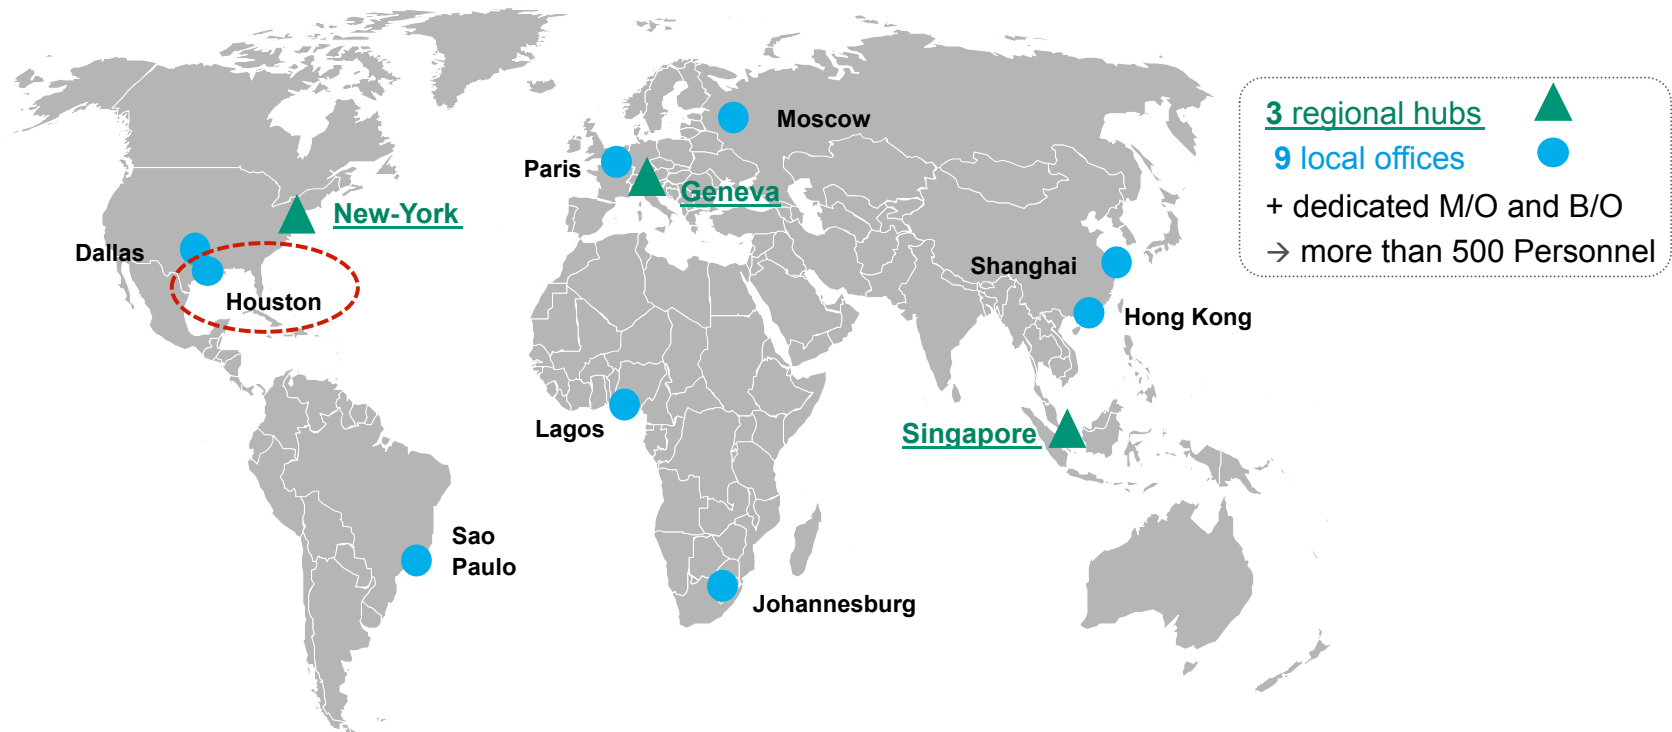 Moscow
Paris
Geneva
New-York
Dallas
Houston
Shanghai
Hong Kong
Lagos
Singapore
Sao
Paulo
Johannesburg
3 regional hubs
9 local offices
+ dedicated M/O and B/O
→ more than 500 Personnel